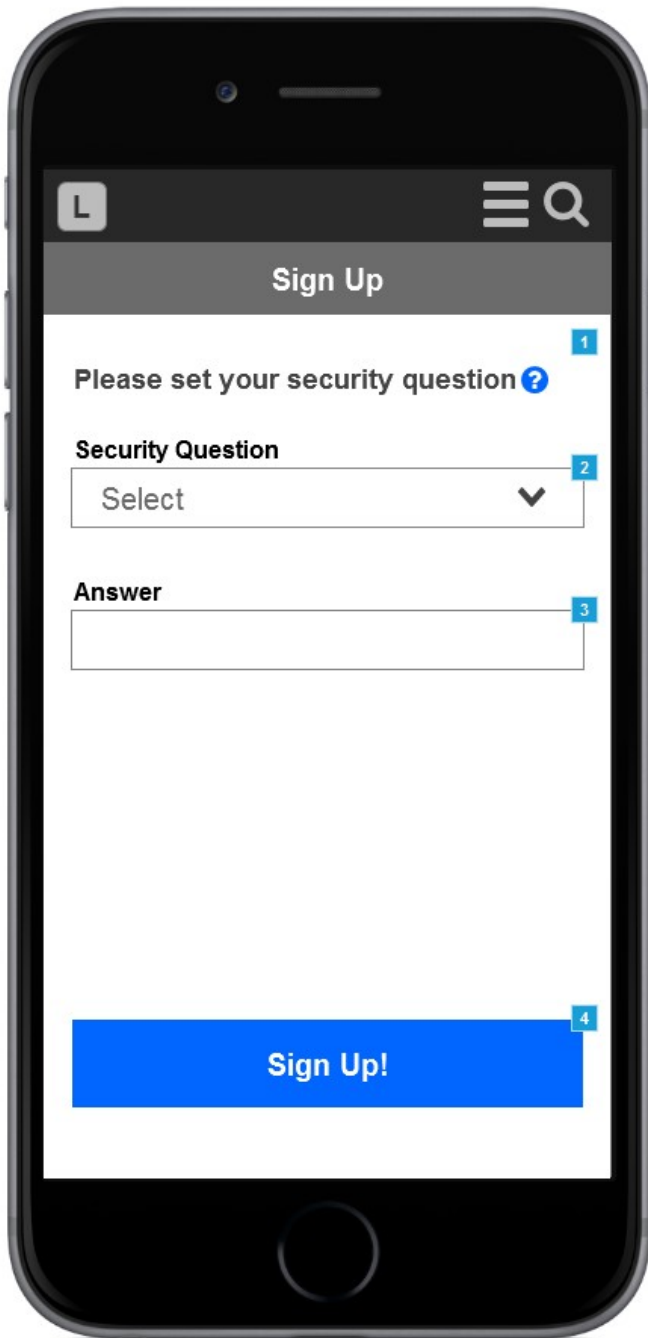 L
Sign Up
1
Please set your security question ?
Security Question
2
Select
Answer
3
4
Sign Up!